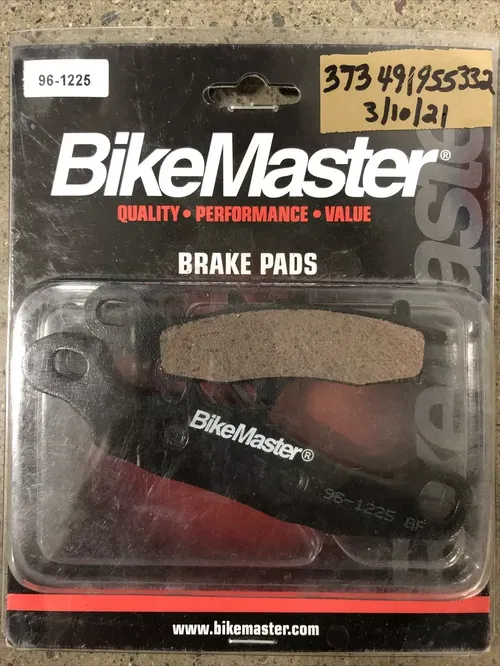 96-1225
373 491955332
3/10/21
BikeMaster®
QUALITY • PERFORMANCE • VALUE
BRAKE PADS
BikeMaster®
96-1225 GF
www.bikemaster.com